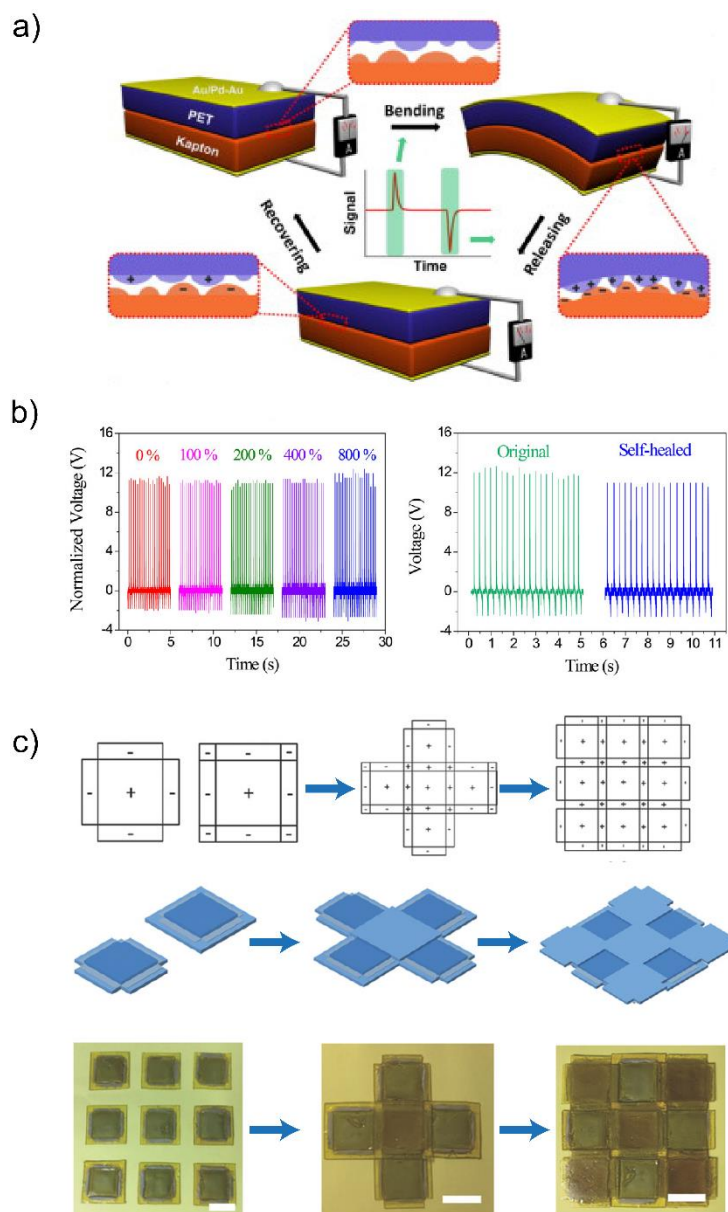 a)
Au/Pd-Au
PET
Kapton
A
Bending
A
Signal
Time
Recovering
Releasing
+ +
- -
+ + + + + + +
- - - - - - -
A
b)
Normalized Voltage (V)
16
12
8
4
0
-4
0 % 100 % 200 % 400 % 800 %
0 5 10 15 20 25 30
Time (s)
Voltage (V)
16
12
8
4
0
-4
Original Self-healed
0 1 2 3 4 5 6 7 8 9 10 11
Time (s)
c)